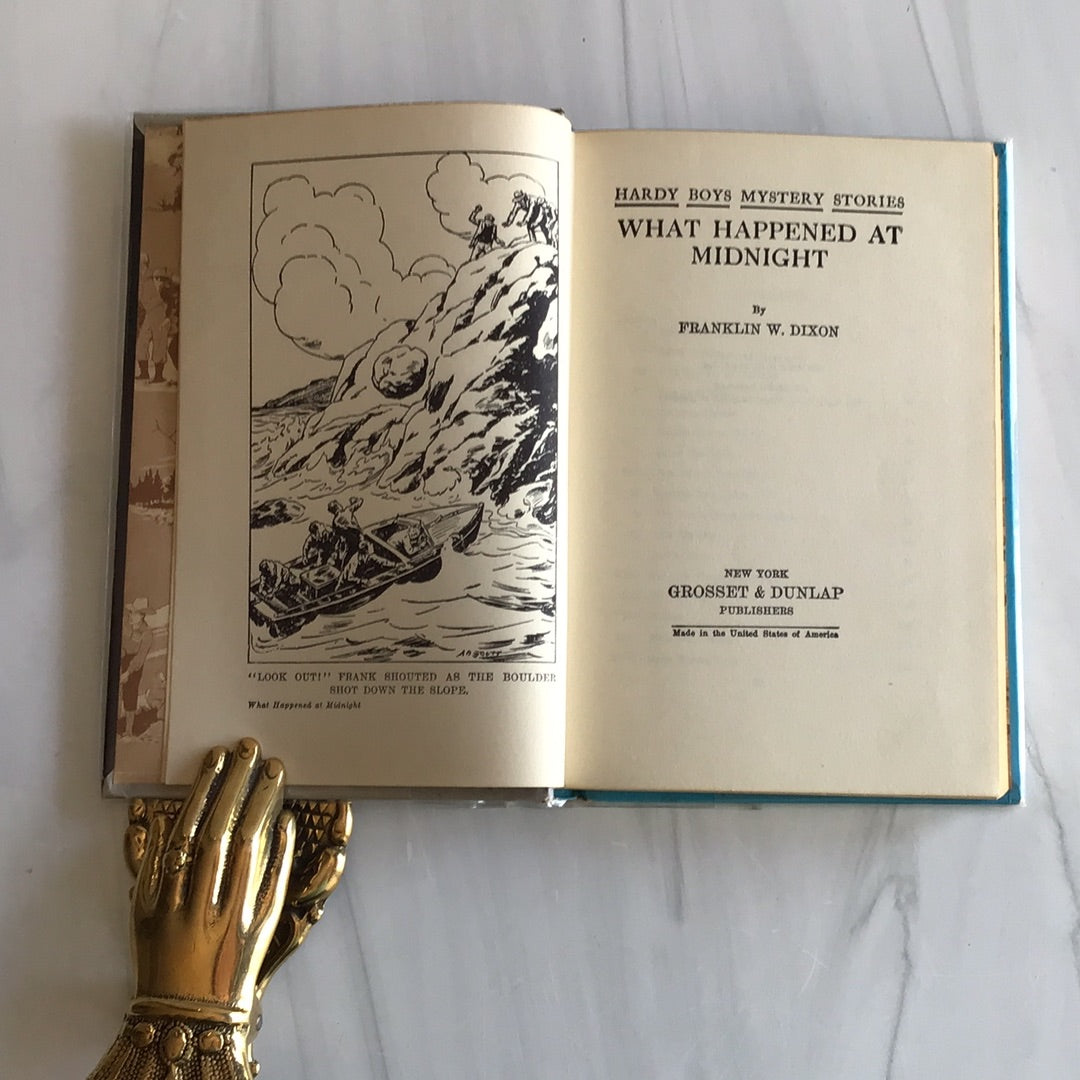 "LOOK OUT!" FRANK SHOUTED AS THE BOULDER
SHOT DOWN THE SLOPE.
What Happened at Midnight
HARDY BOYS MYSTERY STORIES
WHAT HAPPENED AT
MIDNIGHT
By
FRANKLIN W. DIXON
NEW YORK
GROSSET & DUNLAP
PUBLISHERS
Made in the United States of America